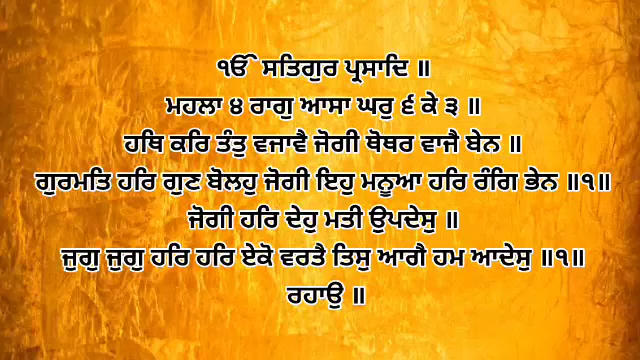 ੴ ਸਤਿਗੁਰ ਪ੍ਰਸਾਦਿ ॥
ਮਹਲਾ ੪ ਰਾਗੁ ਆਸਾ ਘਰੁ ੬ ਕੇ ੩ ॥
ਹਥਿ ਕਰਿ ਤੰਤੁ ਵਜਾਵੈ ਜੋਗੀ ਥੋਥਰ ਵਾਜੈ ਬੇਨ ॥
ਗੁਰਮਤਿ ਹਰਿ ਗੁਣ ਬੋਲਹੁ ਜੋਗੀ ਇਹੁ ਮਨੂਆ ਹਰਿ ਰੰਗਿ ਭੇਨ ॥੧॥
ਜੋਗੀ ਹਰਿ ਦੇਹੁ ਮਤੀ ਉਪਦੇਸੁ ॥
ਜੁਗੁ ਜੁਗੁ ਹਰਿ ਹਰਿ ਏਕੋ ਵਰਤੈ ਤਿਸੁ ਆਗੈ ਹਮ ਆਦੇਸੁ ॥੧॥
ਰਹਾਉ ॥